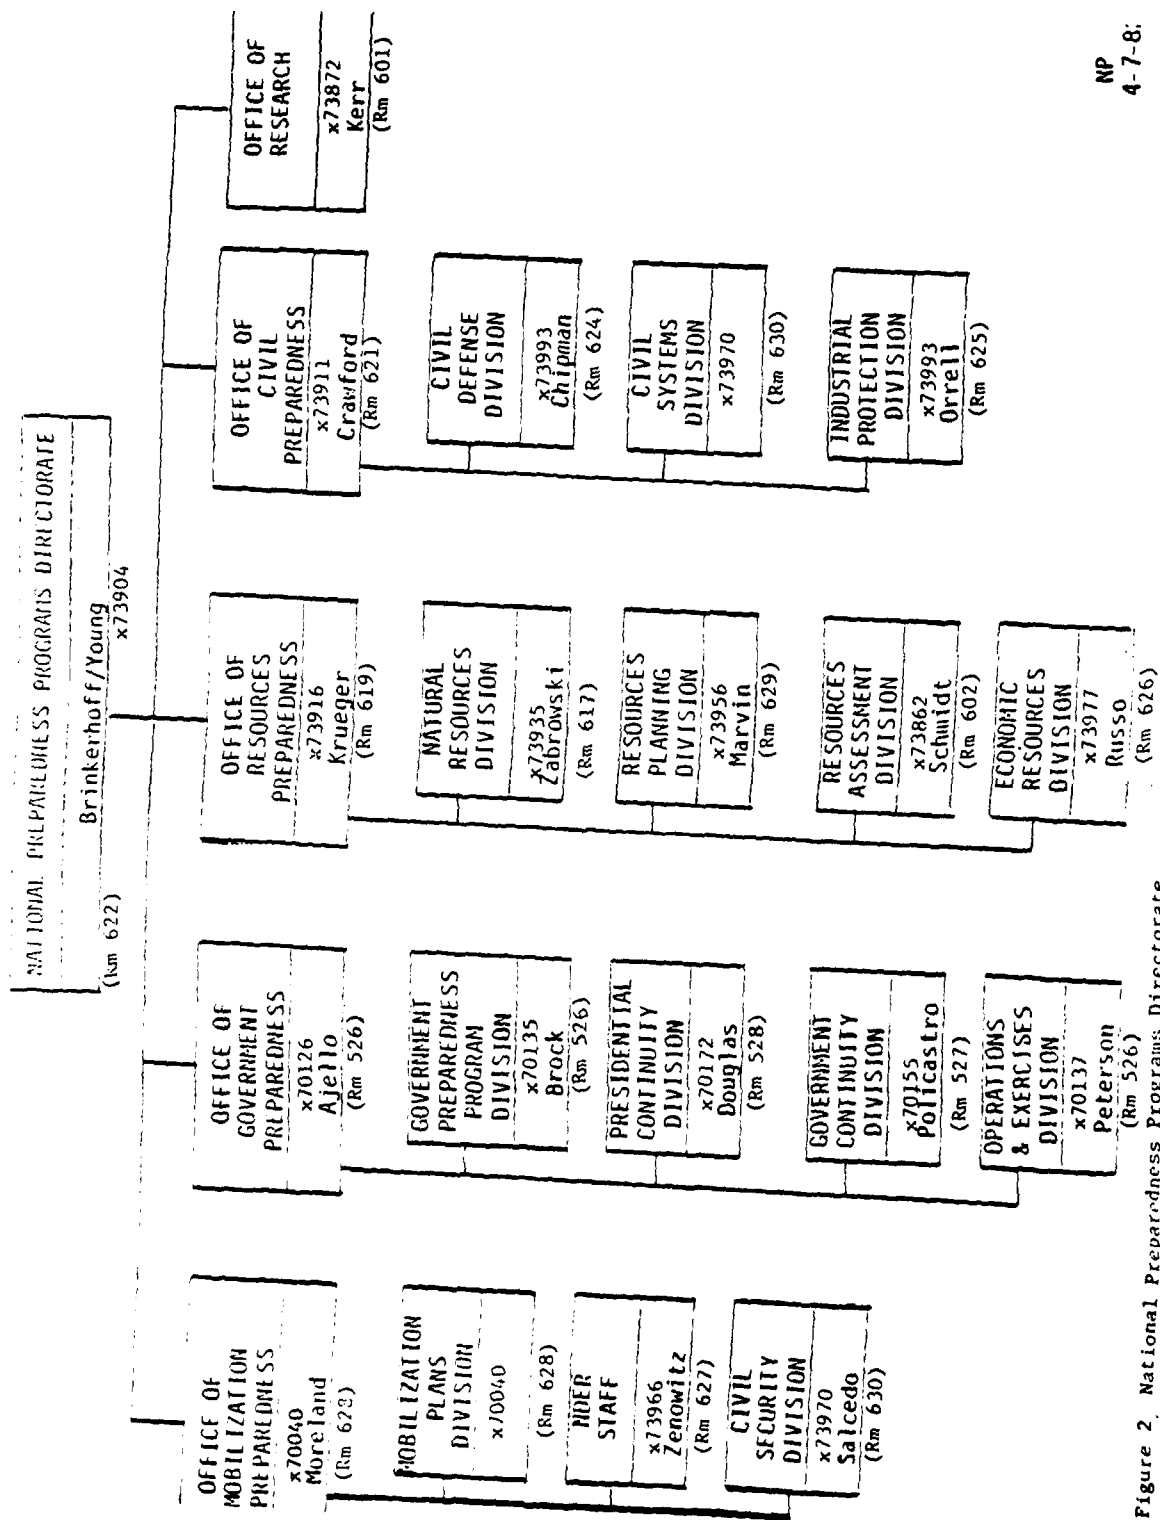 NATIONAL PREPAREDNESS PROGRAMS DIRECTORATE
Brinkerhoff/Young
(Rm 622)
x73904
OFFICE OF
MOBILIZATION
PREPAREDNESS
x70040
Moreland
(Rm 628)
MOBILIZATION
PLANS
DIVISION
x70040
(Rm 628)
NDER
STAFF
x73966
Zenowitz
(Rm 627)
CIVIL
SECURITY
DIVISION
x73970
Salcedo
(Rm 630)
OFFICE OF
GOVERNMENT
PREPAREDNESS
x70126
Ajello
(Rm 526)
GOVERNMENT
PREPAREDNESS
PROGRAM
DIVISION
x70135
Brock
(Rm 526)
PRESIDENTIAL
CONTINUITY
DIVISION
x70172
Douglas
(Rm 528)
GOVERNMENT
CONTINUITY
DIVISION
x70155
Policastro
(Rm 527)
OPERATIONS
& EXERCISES
DIVISION
x70137
Peterson
(Rm 526)
OFFICE OF
RESOURCES
PREPAREDNESS
x73916
Krueger
(Rm 619)
NATURAL
RESOURCES
DIVISION
x73935
Zabrowski
(Rm 617)
RESOURCES
PLANNING
DIVISION
x73956
Marvin
(Rm 629)
RESOURCES
ASSESSMENT
DIVISION
x73862
Schmidt
(Rm 602)
ECONOMIC
RESOURCES
DIVISION
x73977
Russo
(Rm 626)
OFFICE OF
CIVIL
PREPAREDNESS
x73911
Crawford
(Rm 621)
CIVIL
DEFENSE
DIVISION
x73993
Chipman
(Rm 624)
CIVIL
SYSTEMS
DIVISION
x73970
(Rm 630)
INDUSTRIAL
PROTECTION
DIVISION
x73993
Orrell
(Rm 625)
OFFICE OF
RESEARCH
x73872
Kerr
(Rm 601)
NP
4-7-8
Figure 2. National Preparedness Programs Directorate